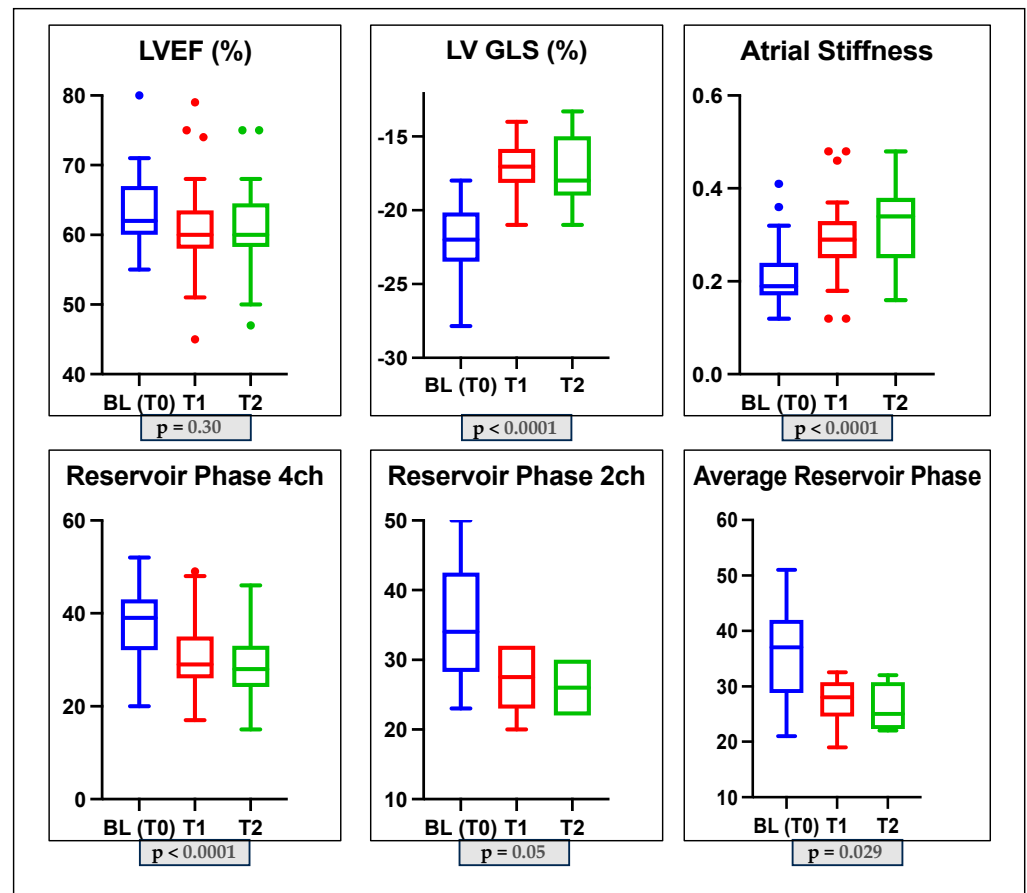 LVEF (%)
80
70
60
50
40
BL (T0) T1 T2
p = 0.30
LV GLS (%)
-15
-20
-25
-30
BL (T0) T1 T2
p < 0.0001
Atrial Stiffness
0.6
0.4
0.2
0.0
BL (T0) T1 T2
p < 0.0001
Reservoir Phase 4ch
60
40
20
0
BL (T0) T1 T2
p < 0.0001
Reservoir Phase 2ch
50
40
30
20
10
BL (T0) T1 T2
p = 0.05
Average Reservoir Phase
60
50
40
30
20
10
BL (T0) T1 T2
p = 0.029